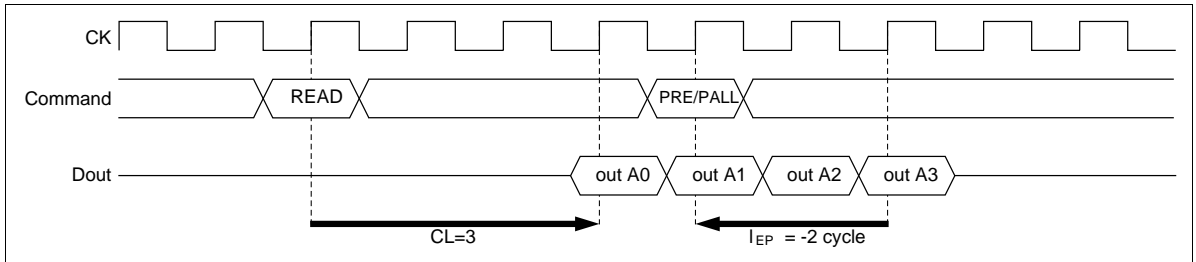 CK
Command READ PRE/PALL
Dout out A0 out A1 out A2 out A3
CL=3 lEP = -2 cycle